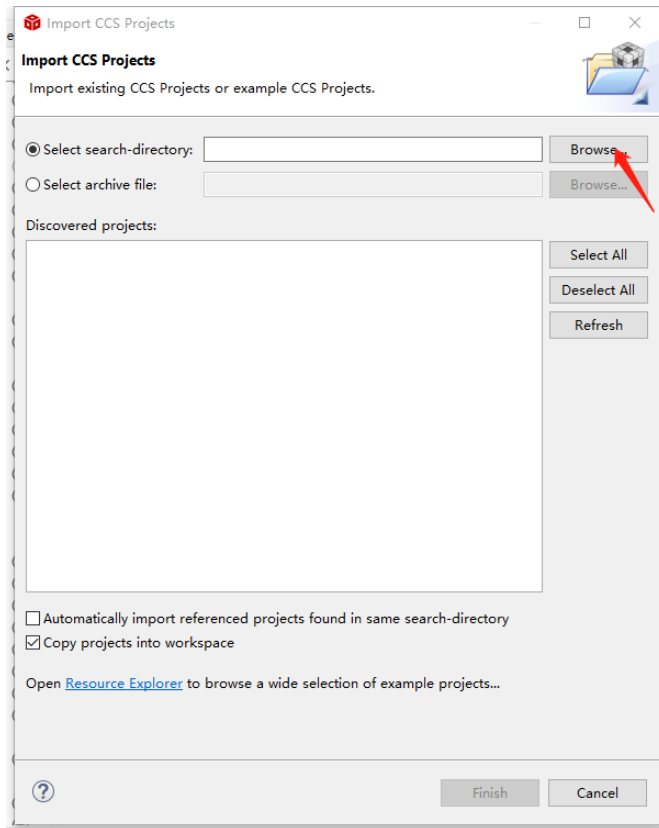 Import CCS Projects
Import CCS Projects
Import existing CCS Projects or example CCS Projects.
Select search-directory: Browse...
Select archive file: Browse...
Discovered projects:
Select All
Deselect All
Refresh
Automatically import referenced projects found in same search-directory
Copy projects into workspace
Open Resource Explorer to browse a wide selection of example projects...
? Finish Cancel